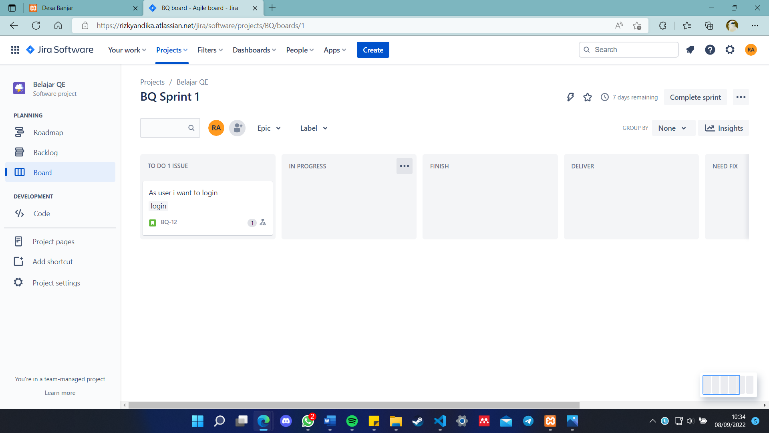 Desa Banjar
BQ board - Agile board - Jira
https://rizkyandika.atlassian.net/jira/software/projects/BQ/boards/1
Jira Software
Your work
Projects
Filters
Dashboards
People
Apps
Create
Search
RA
Belajar QE
Software project
PLANNING
Roadmap
Backlog
Board
DEVELOPMENT
Code
Project pages
Add shortcut
Project settings
You're in a team-managed project
Learn more
Projects / Belajar QE
BQ Sprint 1
7 days remaining
Complete sprint
RA
Epic
Label
GROUP BY
None
Insights
TO DO 1 ISSUE
IN PROGRESS
FINISH
DELIVER
NEED FIX
As user i want to login
login
BQ-12
1
2
10:34
08/09/2022